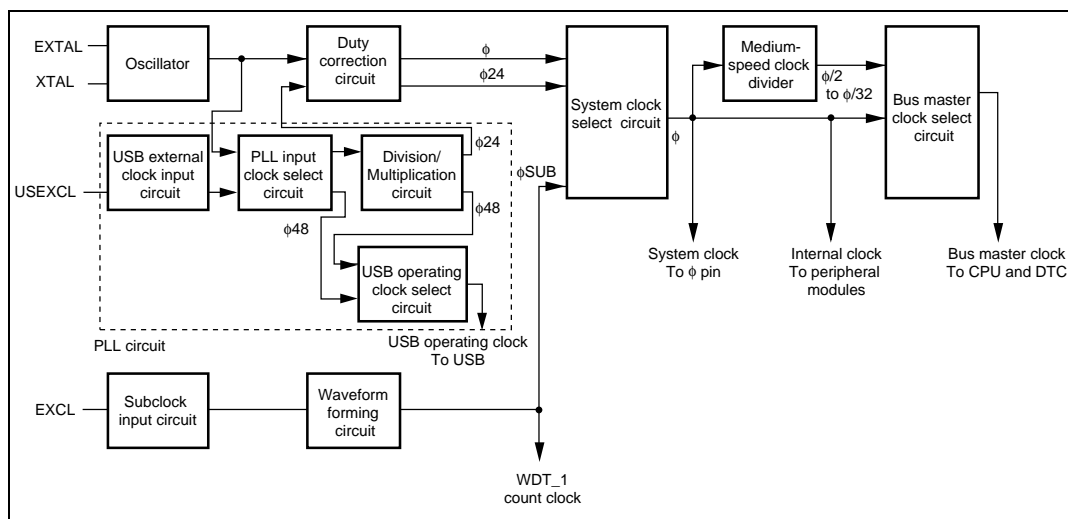 EXTAL
XTAL
Oscillator
Duty
correction
circuit
ϕ
ϕ24
System clock
select circuit
ϕ
Medium-
speed clock
divider
ϕ/2
to ϕ/32
Bus master
clock select
circuit
USEXCL
USB external
clock input
circuit
PLL input
clock select
circuit
Division/
Multiplication
circuit
ϕ24
ϕ48
ϕ48
ϕSUB
USB operating
clock select
circuit
USB operating clock
To USB
PLL circuit
System clock
To ϕ pin
Internal clock
To peripheral
modules
Bus master clock
To CPU and DTC
EXCL
Subclock
input circuit
Waveform
forming
circuit
WDT_1
count clock